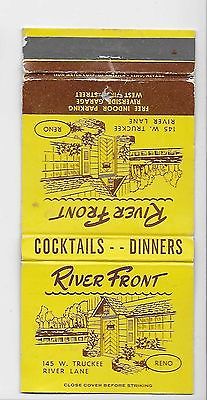 FREE INDOOR PARKING
RIVERSIDE GARAGE
WEST STREET
145 W. TRUCKEE
RIVER LANE
RENO
RIVER FRONT
COCKTAILS -- DINNERS
RIVER FRONT
145 W. TRUCKEE
RIVER LANE
RENO
CLOSE COVER BEFORE STRIKING